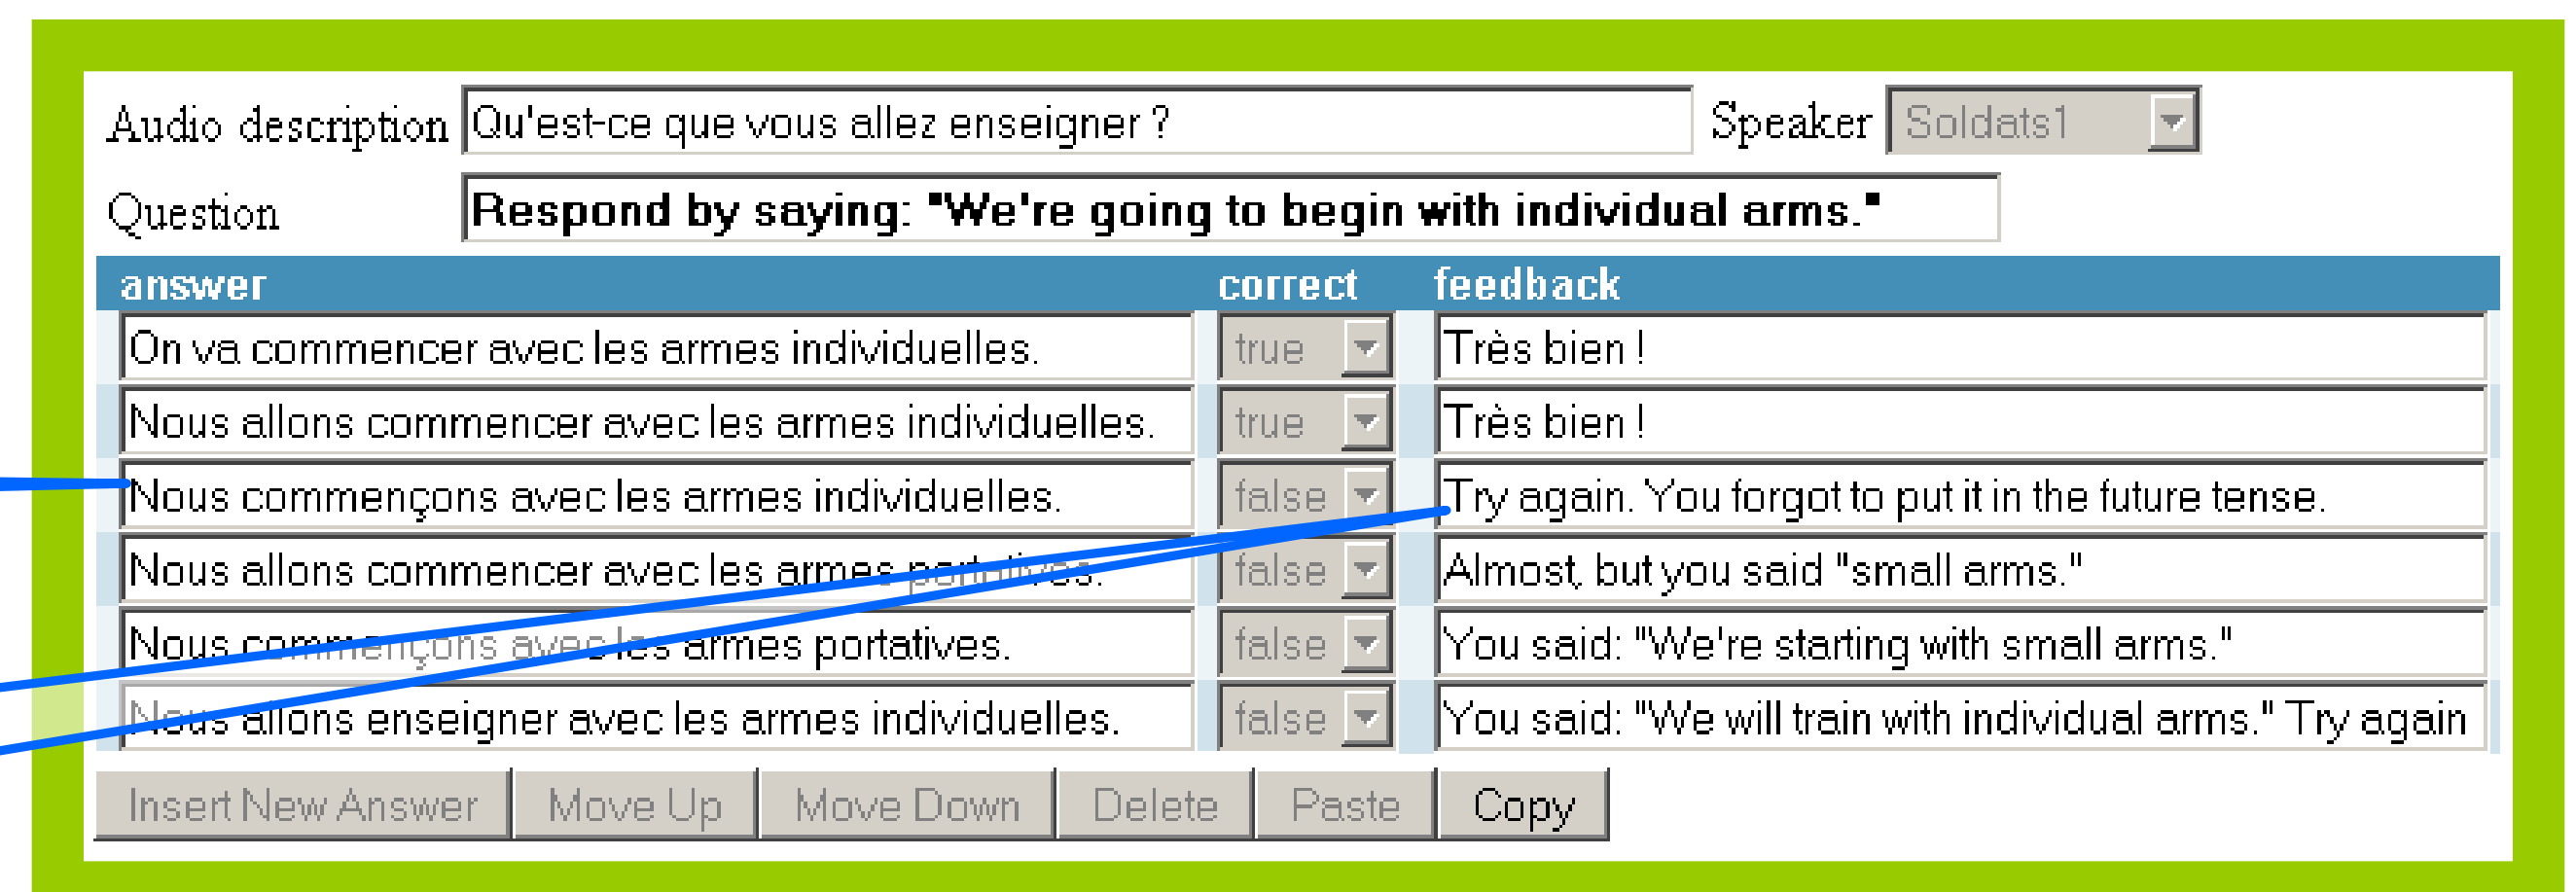 Audio description Qu'est-ce que vous allez enseigner ? Speaker Soldats1
Question Respond by saying: "We're going to begin with individual arms."
answer correct feedback
On va commencer avec les armes individuelles. true Très bien !
Nous allons commencer avec les armes individuelles. true Très bien !
Nous commençons avec les armes individuelles. false Try again. You forgot to put it in the future tense.
Nous allons commencer avec les armes portatives. false Almost, but you said "small arms."
Nous commençons avec les armes portatives. false You said: "We're starting with small arms."
Nous allons enseigner avec les armes individuelles. false You said: "We will train with individual arms." Try again
Insert New Answer Move Up Move Down Delete Paste Copy